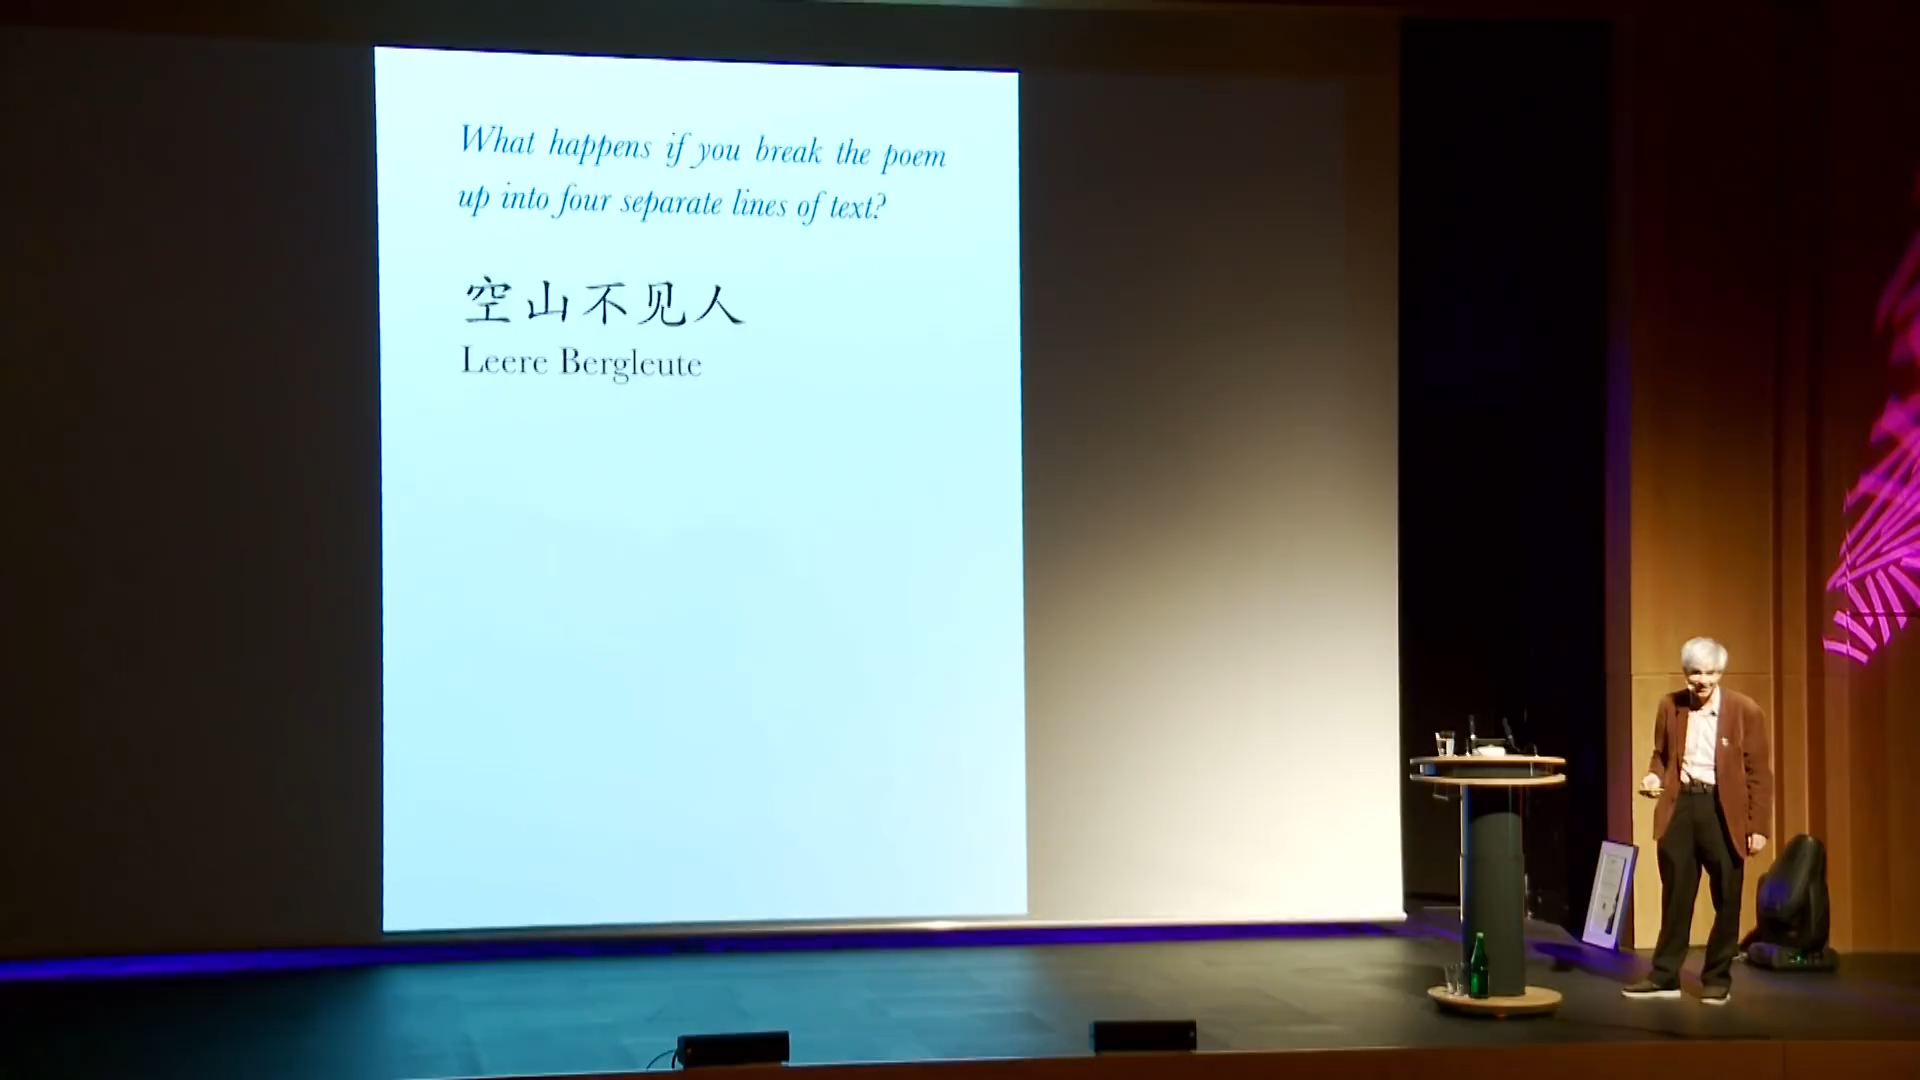 What happens if you break the poem
up into four separate lines of text?
空山不见人
Leere Bergleute